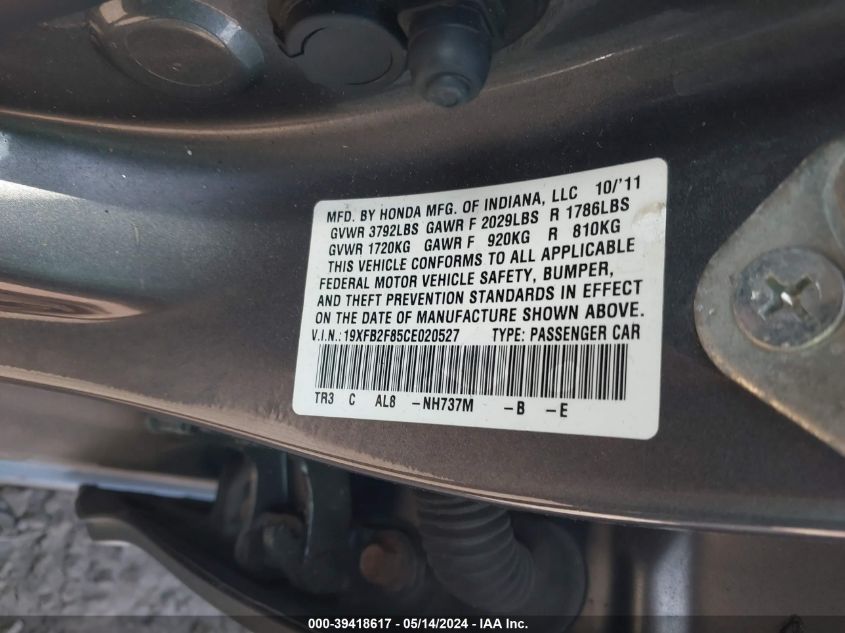 MFD. BY HONDA MFG. OF INDIANA, LLC 10/'11
GVWR 3792LBS GAWR F 2029LBS R 1786LBS
GVWR 1720KG GAWR F 920KG R 810KG
THIS VEHICLE CONFORMS TO ALL APPLICABLE
FEDERAL MOTOR VEHICLE SAFETY, BUMPER,
AND THEFT PREVENTION STANDARDS IN EFFECT
ON THE DATE OF MANUFACTURE SHOWN ABOVE.
V.I.N.: 19XFB2F85CE020527 TYPE: PASSENGER CAR
TR3 C AL8 -NH737M -B -E
000-39418617 - 05/14/2024 - IAA Inc.